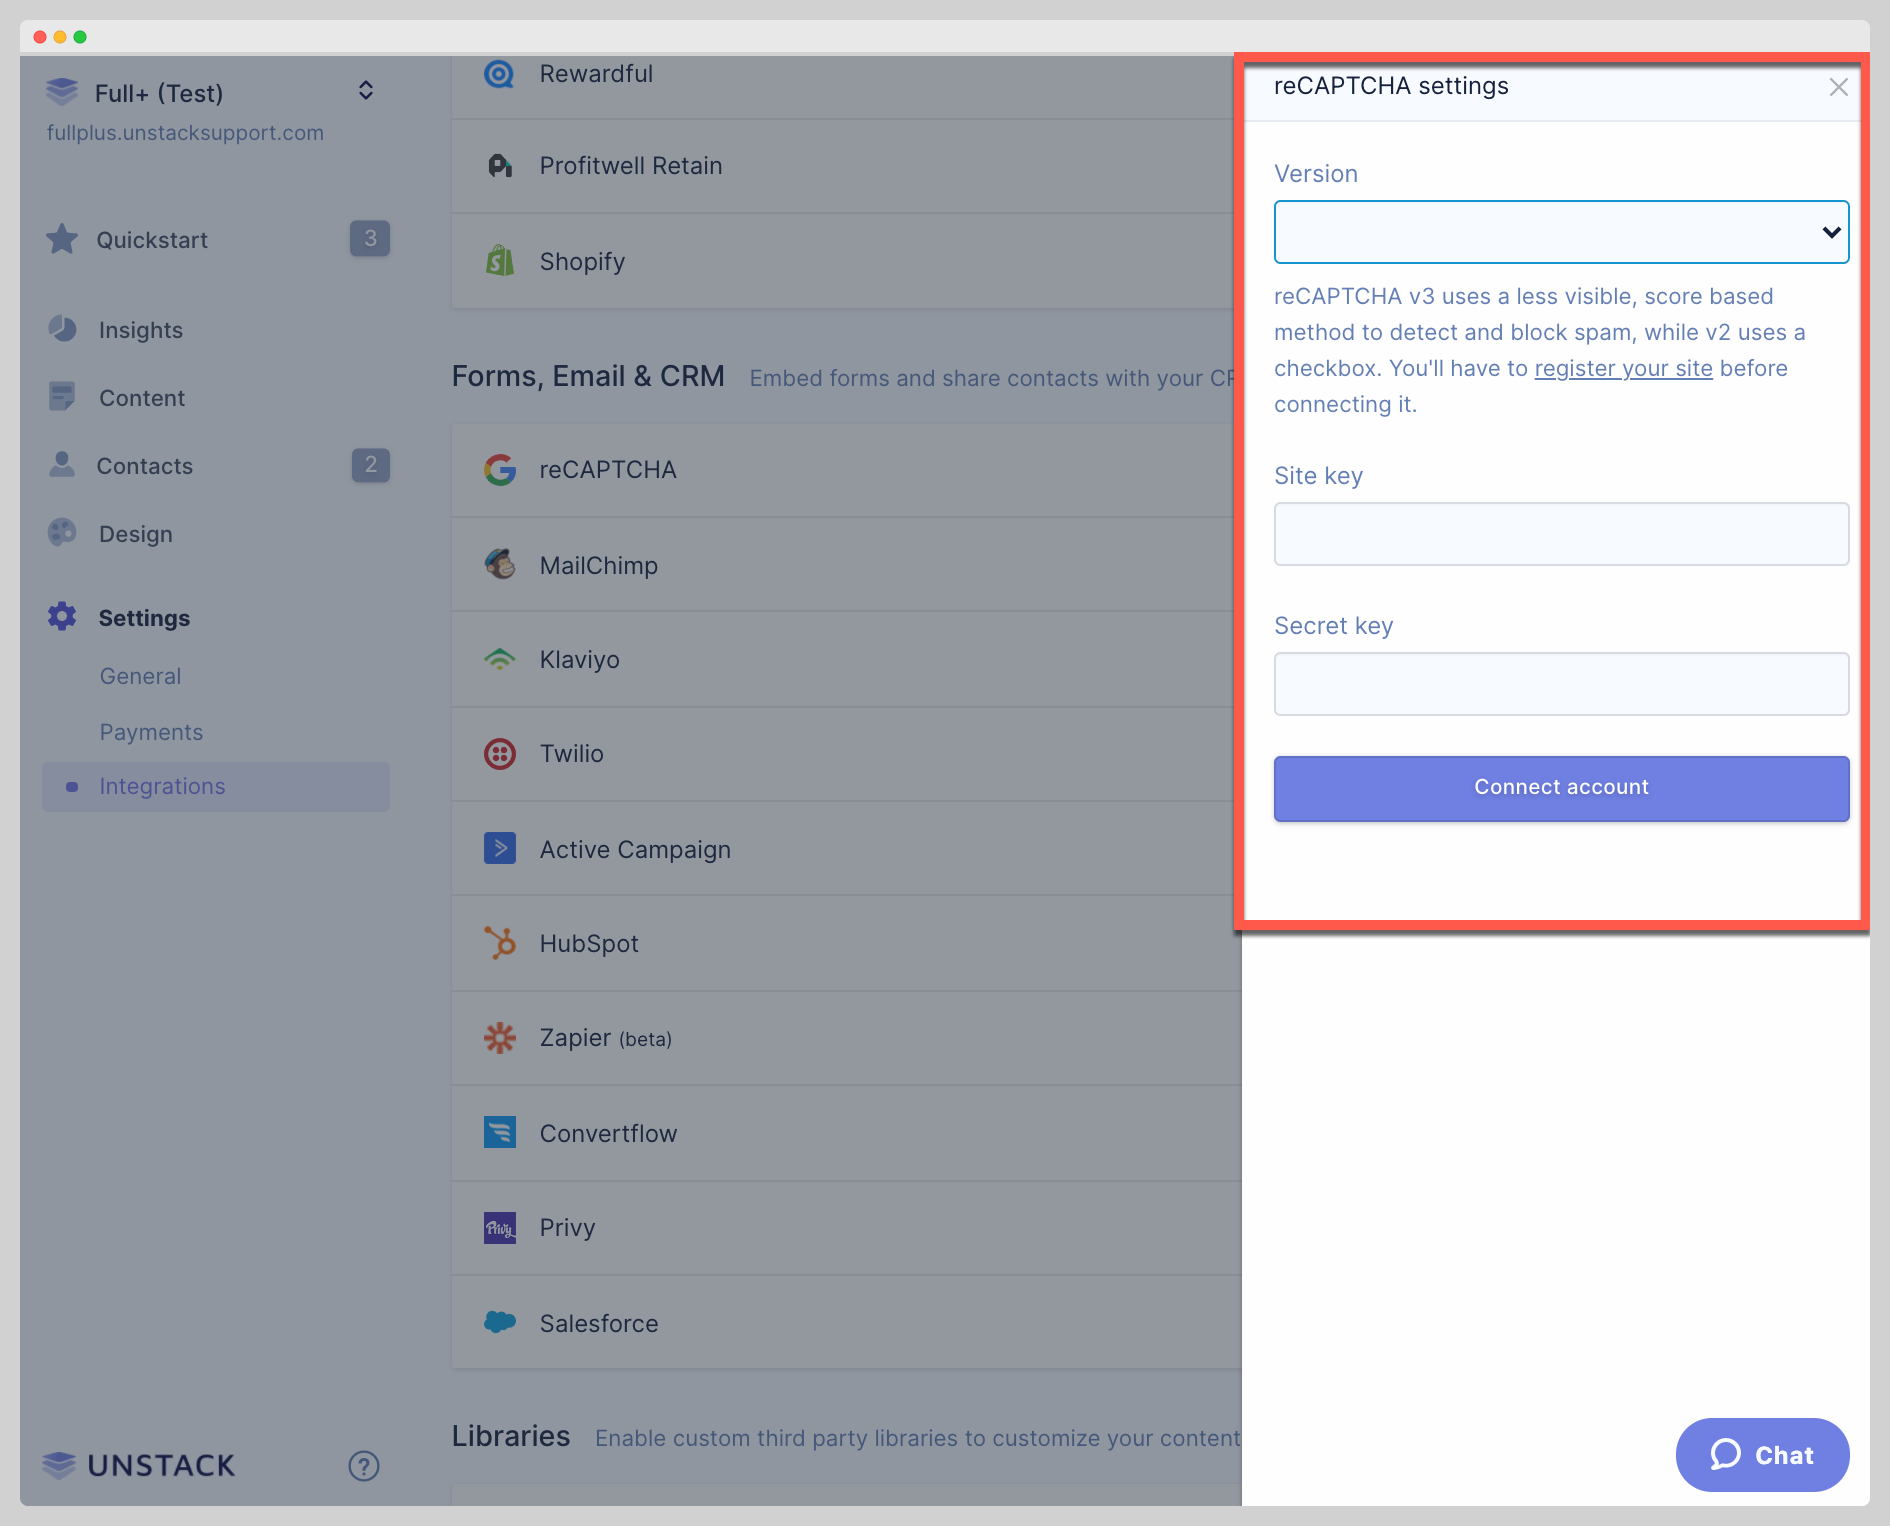 Full+ (Test)
fullplus.unstacksupport.com
Quickstart
3
Insights
Content
Contacts
2
Design
Settings
General
Payments
Integrations
UNSTACK
?
Rewardful
Profitwell Retain
Shopify
Forms, Email & CRM Embed forms and share contacts with your
reCAPTCHA
MailChimp
Klaviyo
Twilio
Active Campaign
HubSpot
Zapier (beta)
Convertflow
Privy
Privy
Salesforce
Libraries Enable custom third party libraries to customize your content
reCAPTCHA settings
Version
reCAPTCHA v3 uses a less visible, score based
method to detect and block spam, while v2 uses a
checkbox. You'll have to register your site before
connecting it.
Site key
Secret key
Connect account
Chat